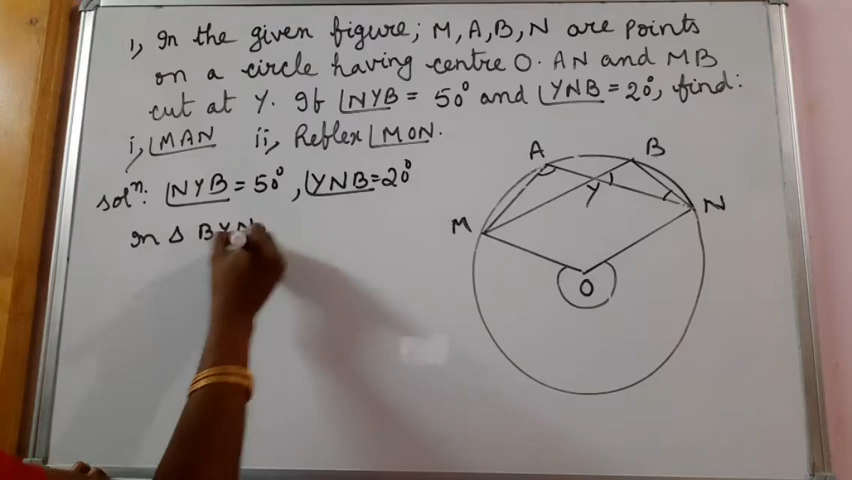 1, In the given figure; M, A, B, N are points
on a circle having centre O. AN and MB
cut at Y. If ∠NYB = 50° and ∠YNB = 20°, find:
i, ∠MAN ii, Reflex ∠MON.
solⁿ: ∠NYB = 50°, ∠YNB = 20°
In Δ BYN
A
B
Y
N
M
O